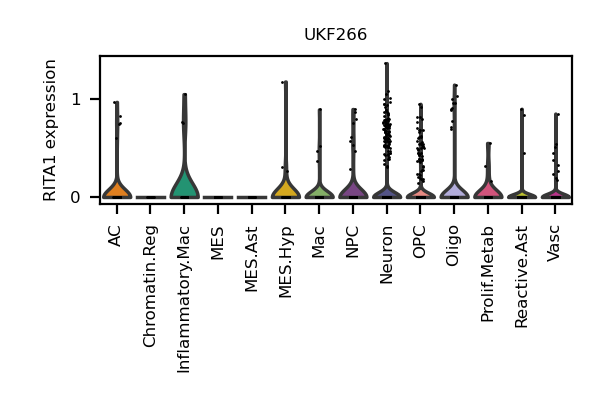 UKF266
RITA1 expression
1
0
AC
Chromatin.Reg
Inflammatory.Mac
MES
MES.Ast
MES.Hyp
Mac
NPC
Neuron
OPC
Oligo
Prolif.Metab
Reactive.Ast
Vasc